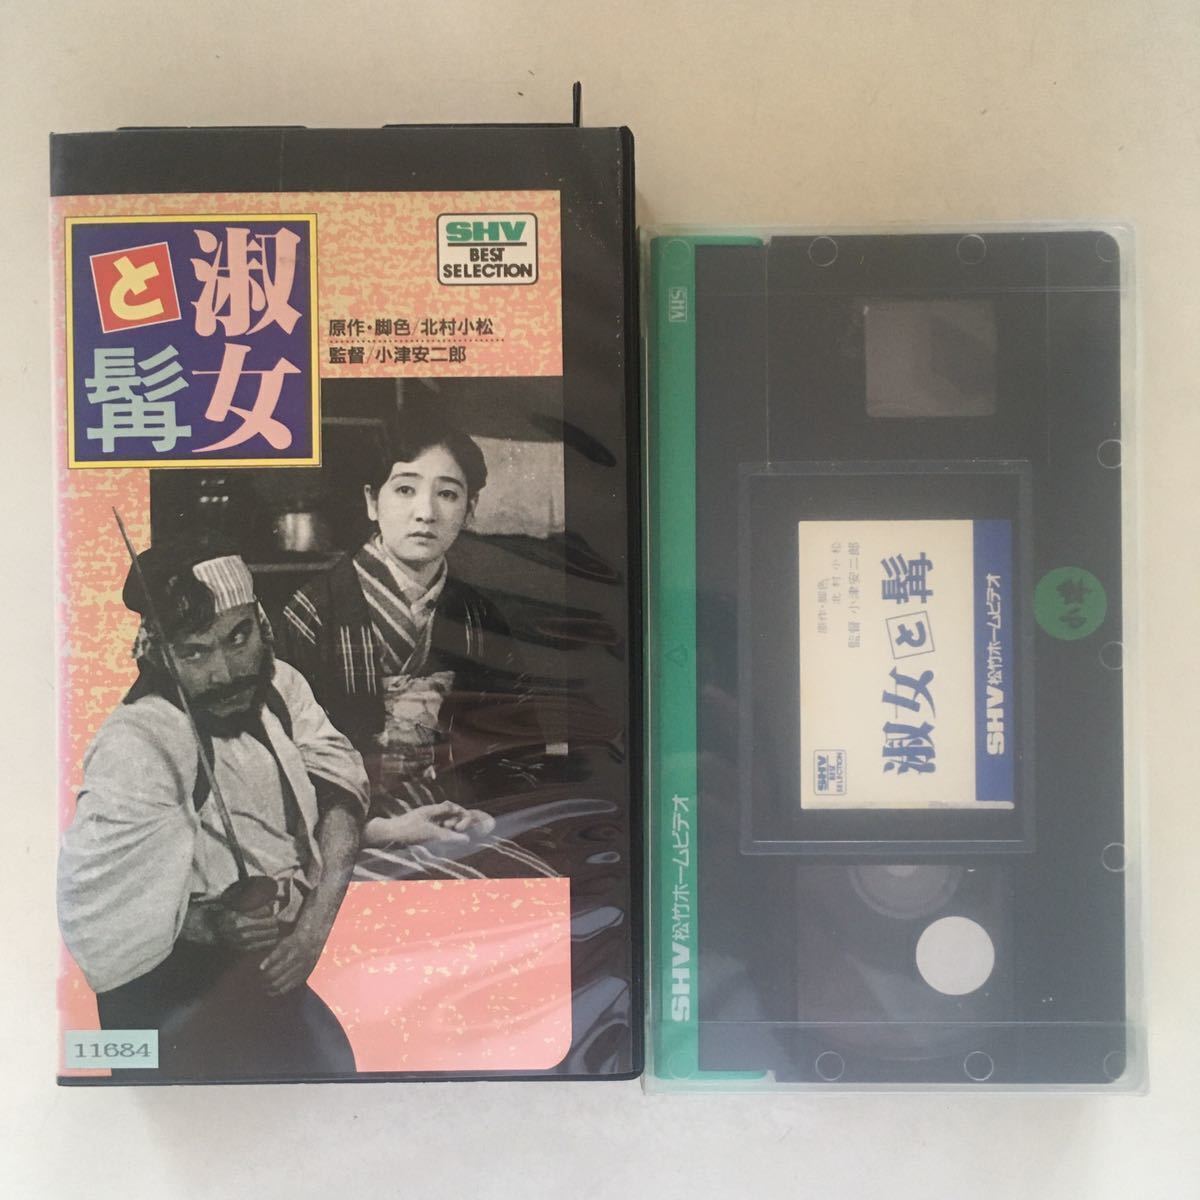 淑女
と
髯
SHV
BEST
SELECTION
原作・脚色/北村小松
監督/小津安二郎
11684
VHS
SHV松竹ホームビデオ
原作・脚色
北村小松
監督 小津安二郎
淑女と髯
SHV
BEST
SELECTION
SHV松竹ホームビデオ